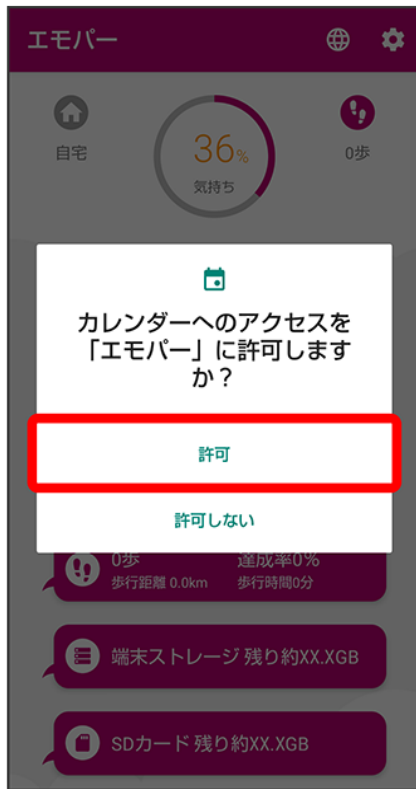 エモパー
自宅
36%
気持ち
0歩
カレンダーへのアクセスを
「エモパー」に許可します
か？
許可
許可しない
0歩 達成率0%
歩行距離 0.0km 歩行時間0分
端末ストレージ 残り約XX.XGB
SDカード 残り約XX.XGB